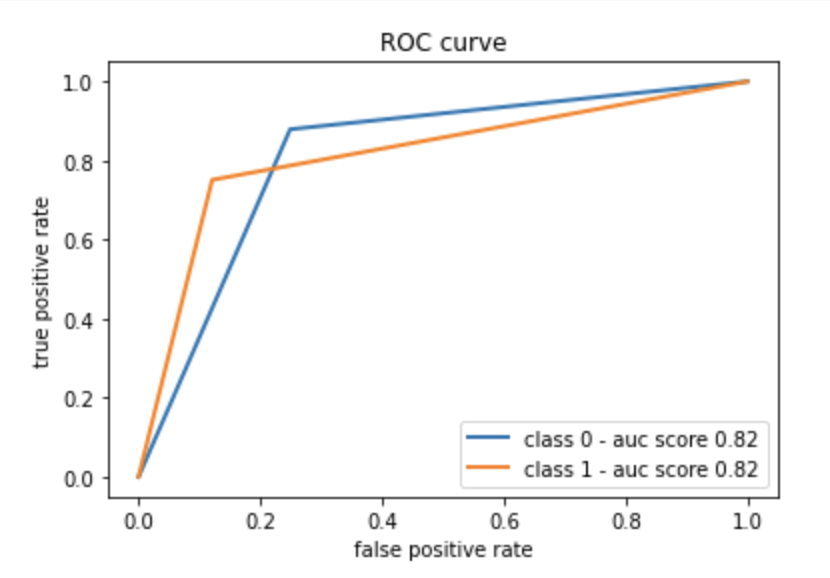 ROC curve
1.0
0.8
0.6
0.4
0.2
0.0
true positive rate
class 0 - auc score 0.82
class 1 - auc score 0.82
0.0 0.2 0.4 0.6 0.8 1.0
false positive rate